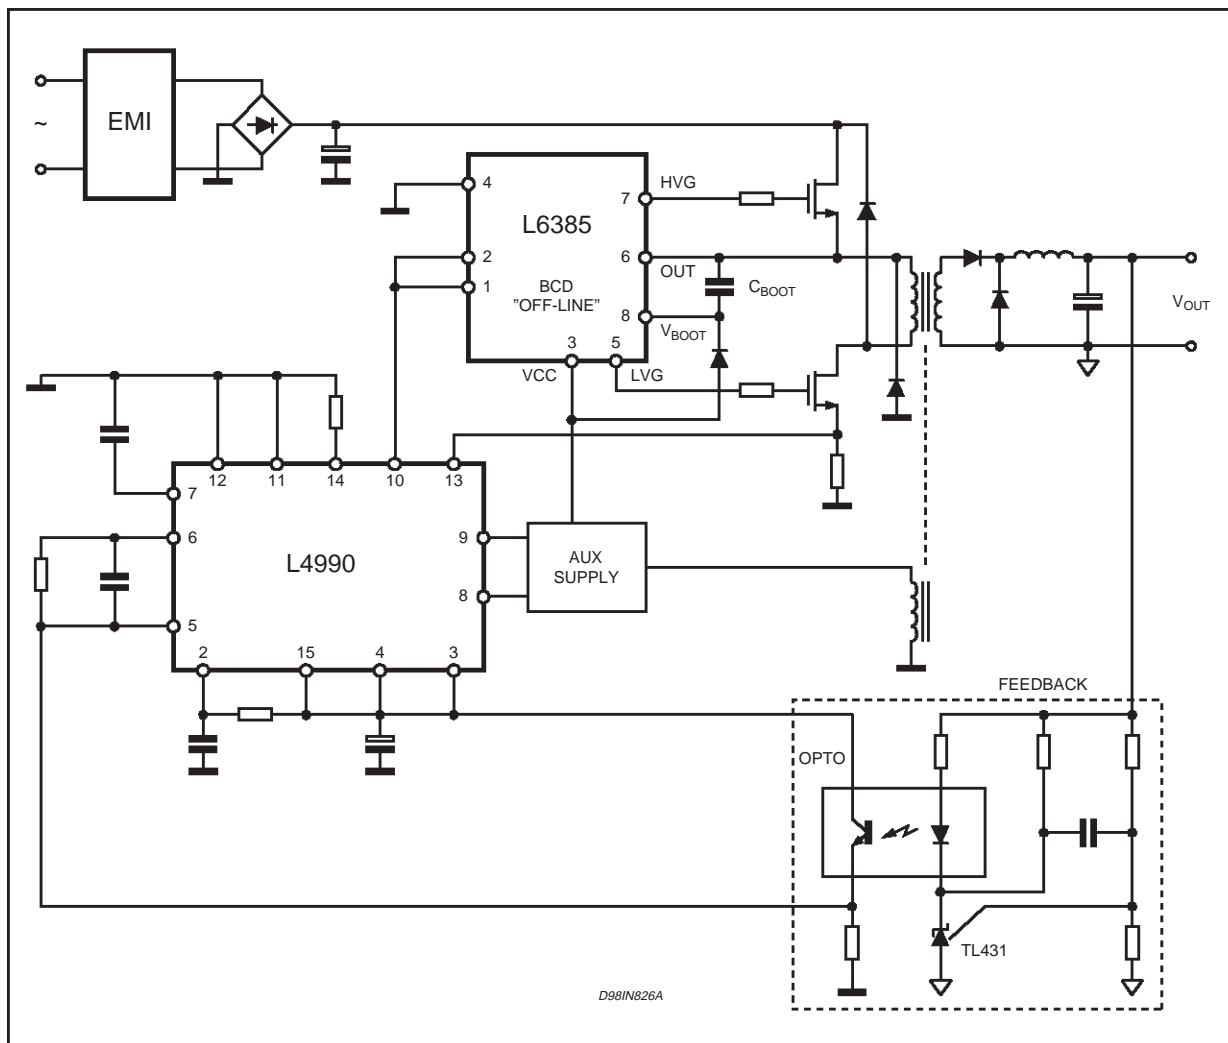 EMI
~
4
HVG
7
L6385
2
6
OUT
1
BCD
"OFF-LINE"
CBOOT
8
VBOOT
VOUT
3
5
VCC
LVG
12
11
14
10
13
7
6
9
L4990
AUX
SUPPLY
8
5
2
15
4
3
FEEDBACK
OPTO
TL431
D98IN826A